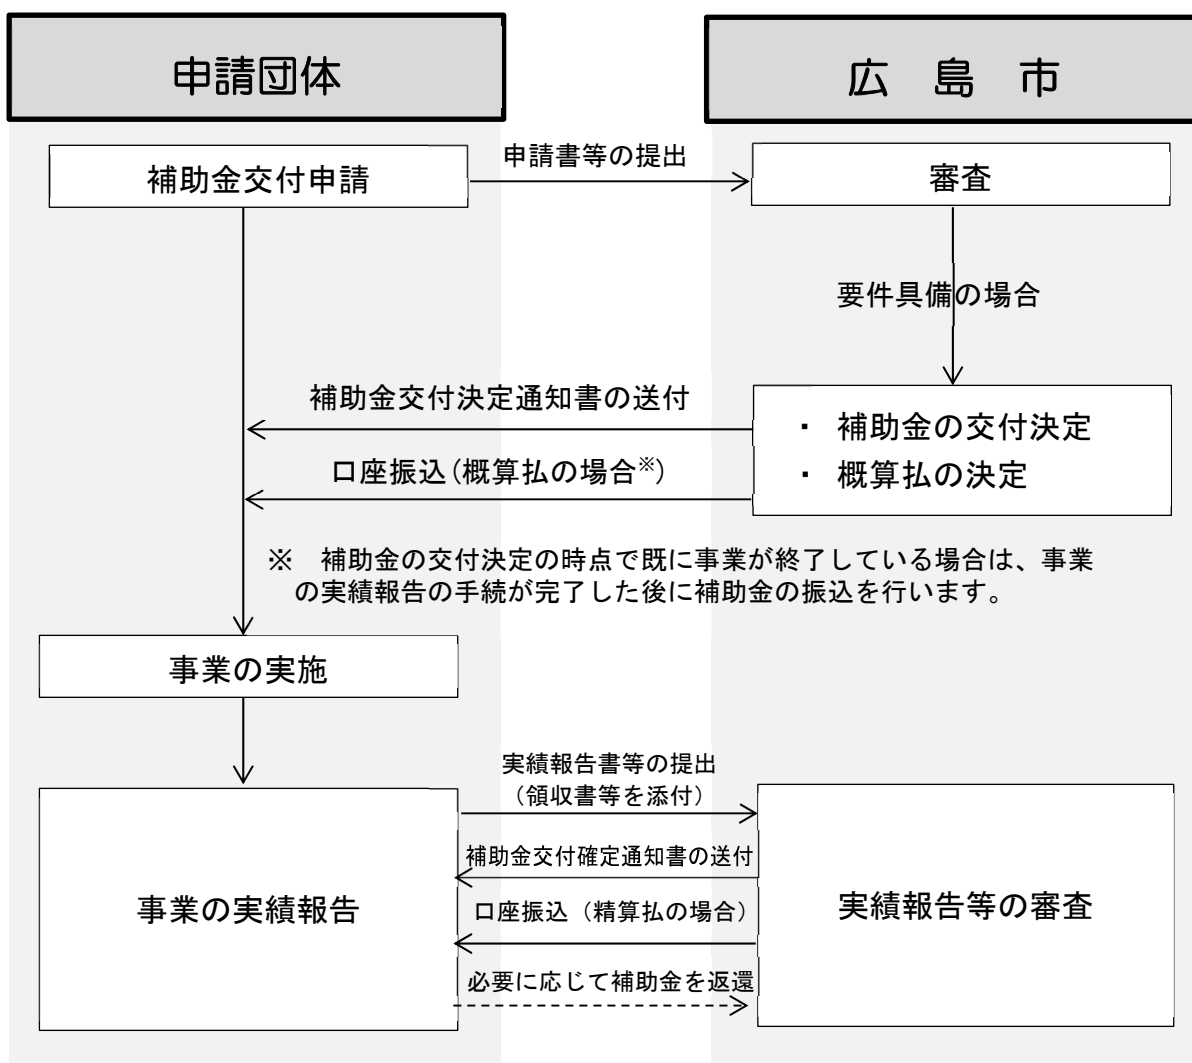 申請団体
広　島　市
補助金交付申請
申請書等の提出
審査
要件具備の場合
補助金交付決定通知書の送付
・　補助金の交付決定
口座振込(概算払の場合※)
・　概算払の決定
※　補助金の交付決定の時点で既に事業が終了している場合は、事業
の実績報告の手続が完了した後に補助金の振込を行います。
事業の実施
実績報告書等の提出
（領収書等を添付）
補助金交付確定通知書の送付
事業の実績報告
実績報告等の審査
口座振込（精算払の場合）
必要に応じて補助金を返還